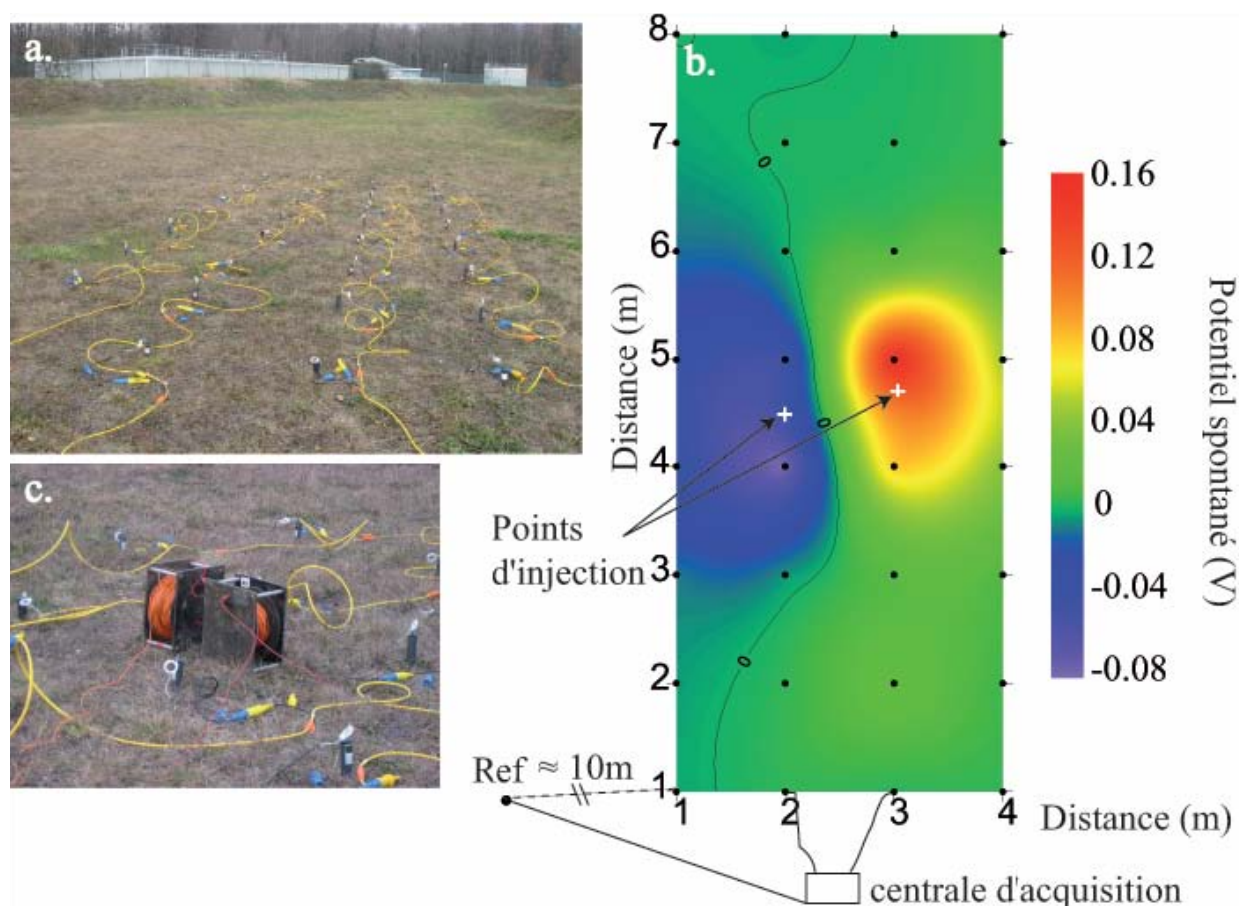 a.
b.
c.
8
7
6
5
4
3
2
1
Distance (m)
0
0
0
Points
d'injection
0.16
0.12
0.08
0.04
0
-0.04
-0.08
Potentiel spontané (V)
Ref ≈ 10m
1
2
3
4
Distance (m)
centrale d'acquisition